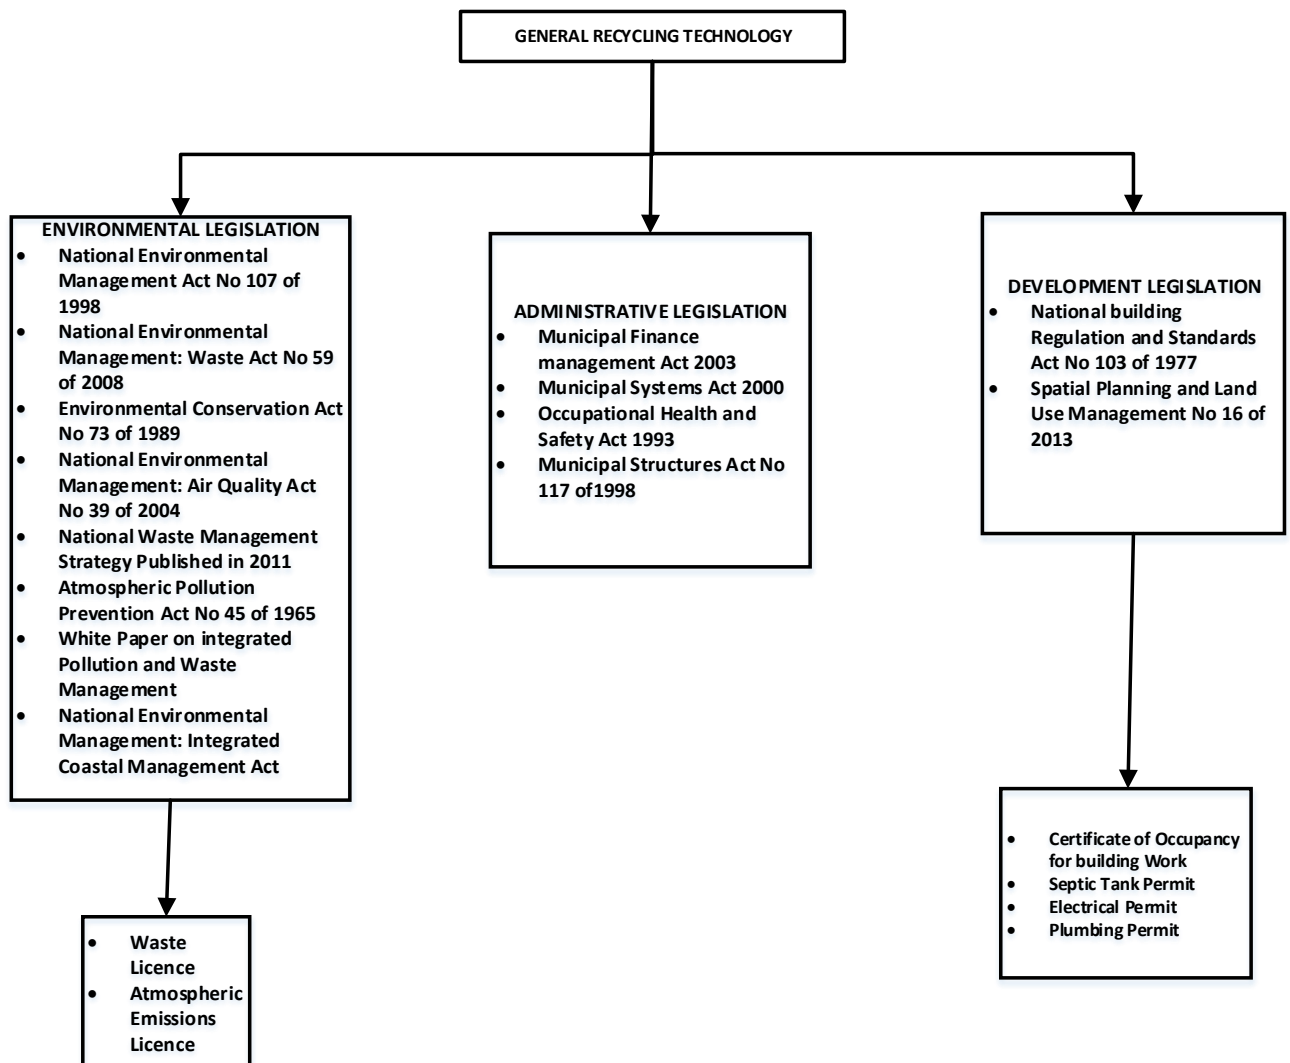 GENERAL RECYCLING TECHNOLOGY
ENVIRONMENTAL LEGISLATION
• National Environmental
Management Act No 107 of
1998
• National Environmental
Management: Waste Act No 59
of 2008
• Environmental Conservation Act
No 73 of 1989
• National Environmental
Management: Air Quality Act
No 39 of 2004
• National Waste Management
Strategy Published in 2011
• Atmospheric Pollution
Prevention Act No 45 of 1965
• White Paper on integrated
Pollution and Waste
Management
• National Environmental
Management: Integrated
Coastal Management Act
ADMINISTRATIVE LEGISLATION
• Municipal Finance
management Act 2003
• Municipal Systems Act 2000
• Occupational Health and
Safety Act 1993
• Municipal Structures Act No
117 of1998
DEVELOPMENT LEGISLATION
• National building
Regulation and Standards
Act No 103 of 1977
• Spatial Planning and Land
Use Management No 16 of
2013
• Waste
Licence
• Atmospheric
Emissions
Licence
• Certificate of Occupancy
for building Work
• Septic Tank Permit
• Electrical Permit
• Plumbing Permit